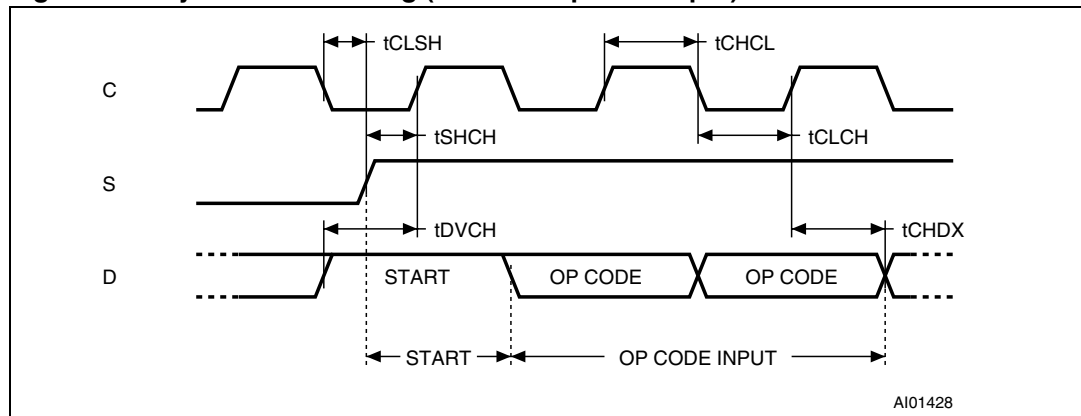 tCLSH
tCHCL
C
tSHCH
tCLCH
S
tDVCH
tCHDX
D
START
OP CODE
OP CODE
START
OP CODE INPUT
AI01428